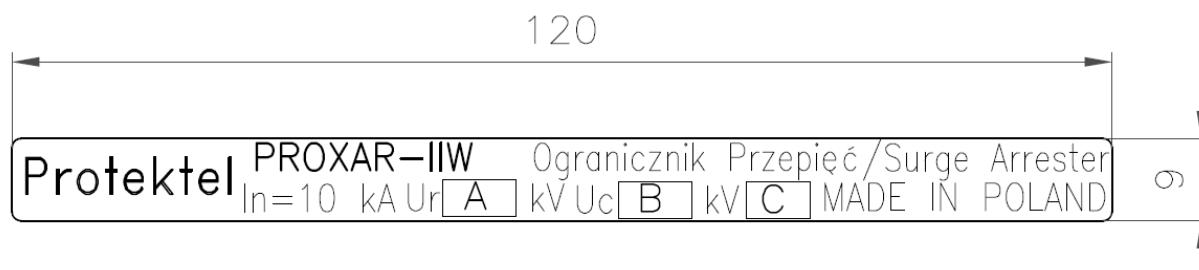 120
Protektel
PROXAR-IIW Ogranicznik Przepięć/Surge Arrester
In=10 kA Ur A kV Uc B kV C MADE IN POLAND
9